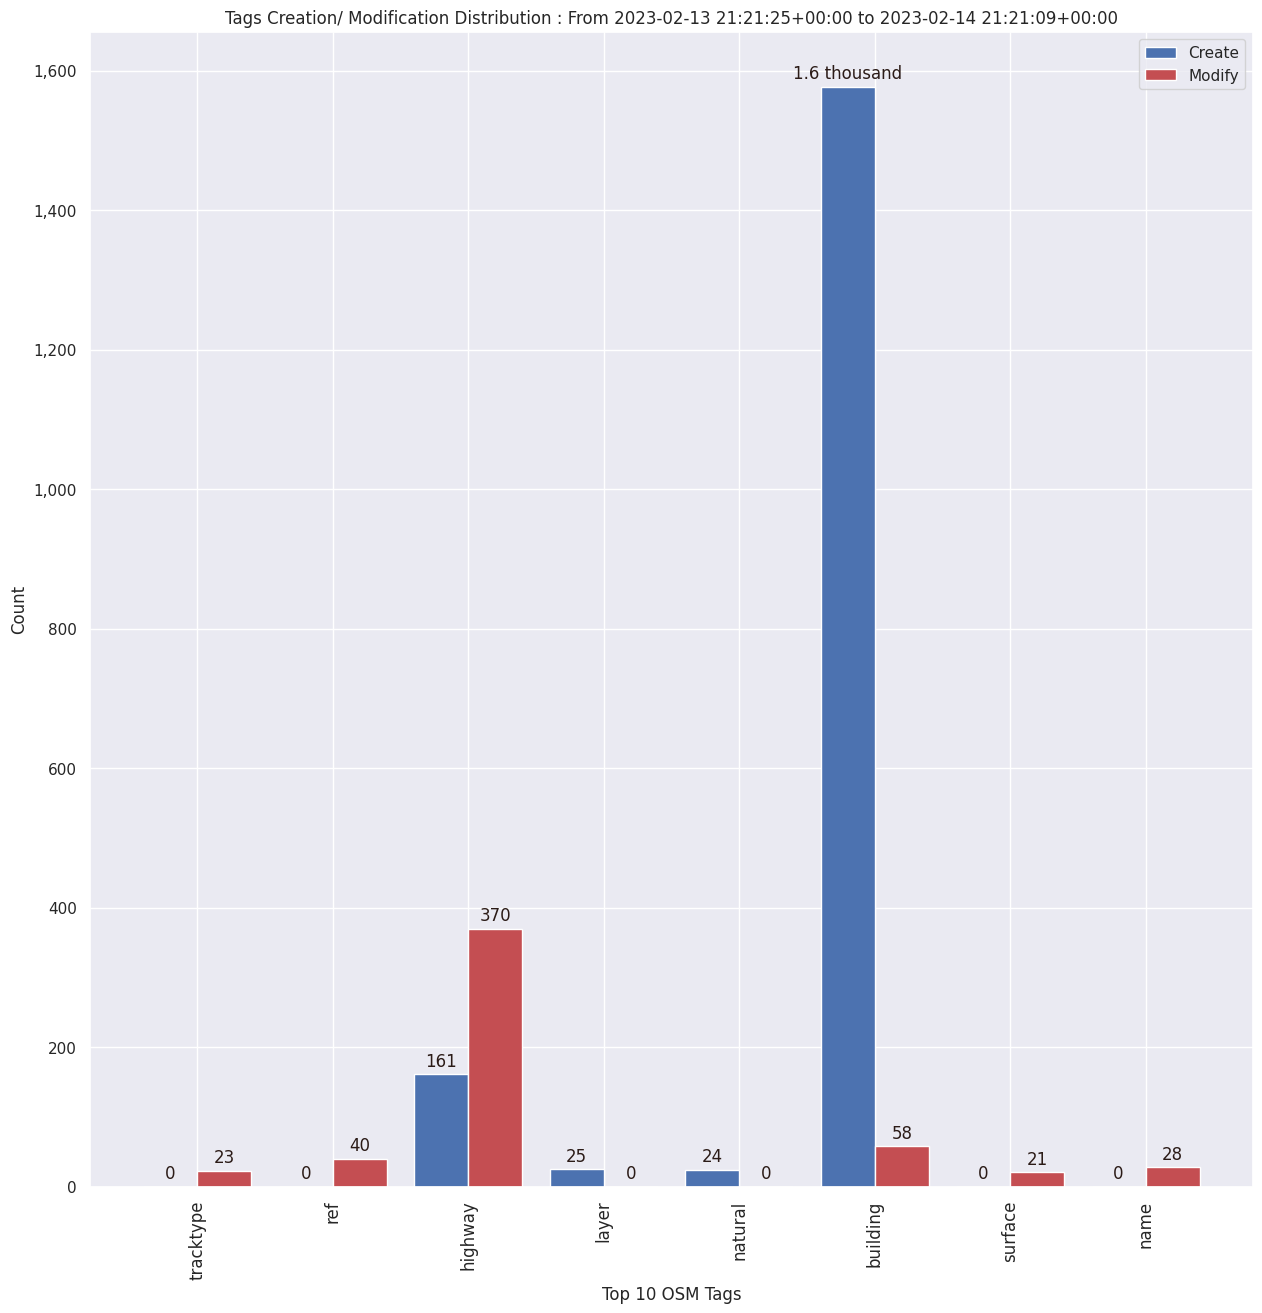 Tags Creation/ Modification Distribution : From 2023-02-13 21:21:25+00:00 to 2023-02-14 21:21:09+00:00
Create
Modify
1,600
1,400
1,200
1,000
800
600
400
200
0
Count
0
23
0
40
161
370
25
0
24
0
1.6 thousand
58
0
21
0
28
tracktype
ref
highway
layer
natural
building
surface
name
Top 10 OSM Tags